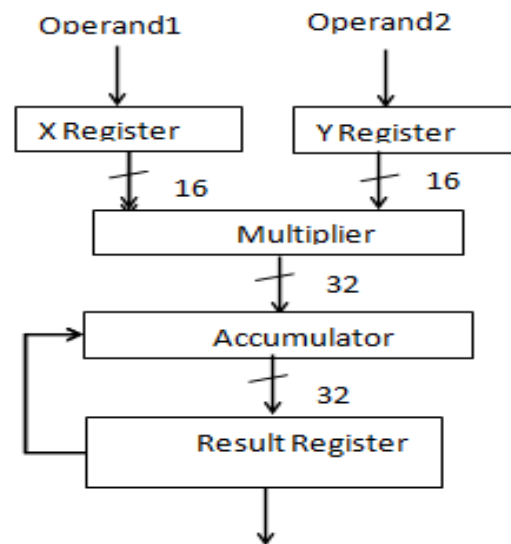 Operand1
Operand2
X Register
Y Register
16
16
Multiplier
32
Accumulator
32
Result Register